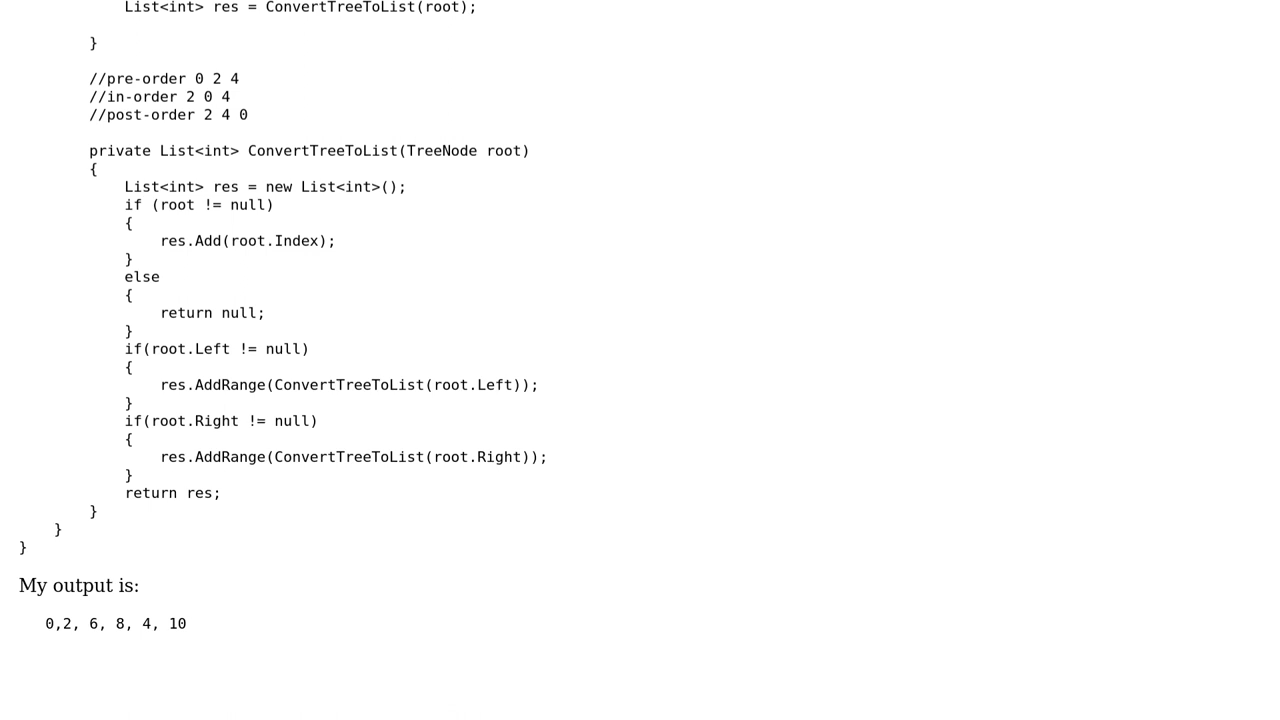 List<int> res = ConvertTreeToList(root);

        }

        //pre-order 0 2 4
        //in-order 2 0 4
        //post-order 2 4 0

        private List<int> ConvertTreeToList(TreeNode root)
        {
            List<int> res = new List<int>();
            if (root != null)
            {
                res.Add(root.Index);
            }
            else
            {
                return null;
            }
            if(root.Left != null)
            {
                res.AddRange(ConvertTreeToList(root.Left));
            }
            if(root.Right != null)
            {
                res.AddRange(ConvertTreeToList(root.Right));
            }
            return res;
        }
    }
}
My output is:
   0,2, 6, 8, 4, 10